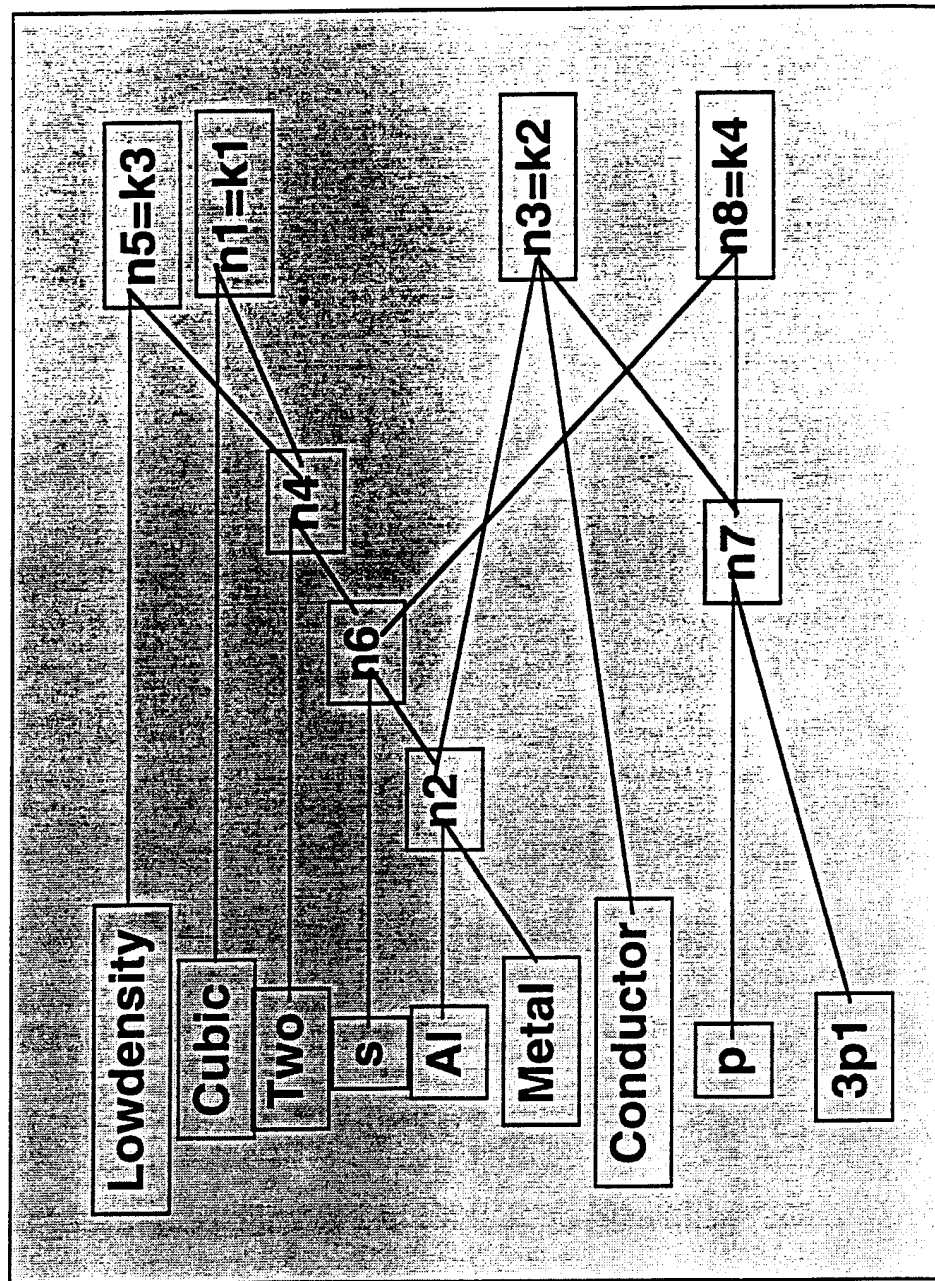 Lowdensity
n5=k3
Cubic
n1=k1
Two
n4
s
n6
Al
n2
Metal
n3=k2
Conductor
p
n7
n8=k4
3p1